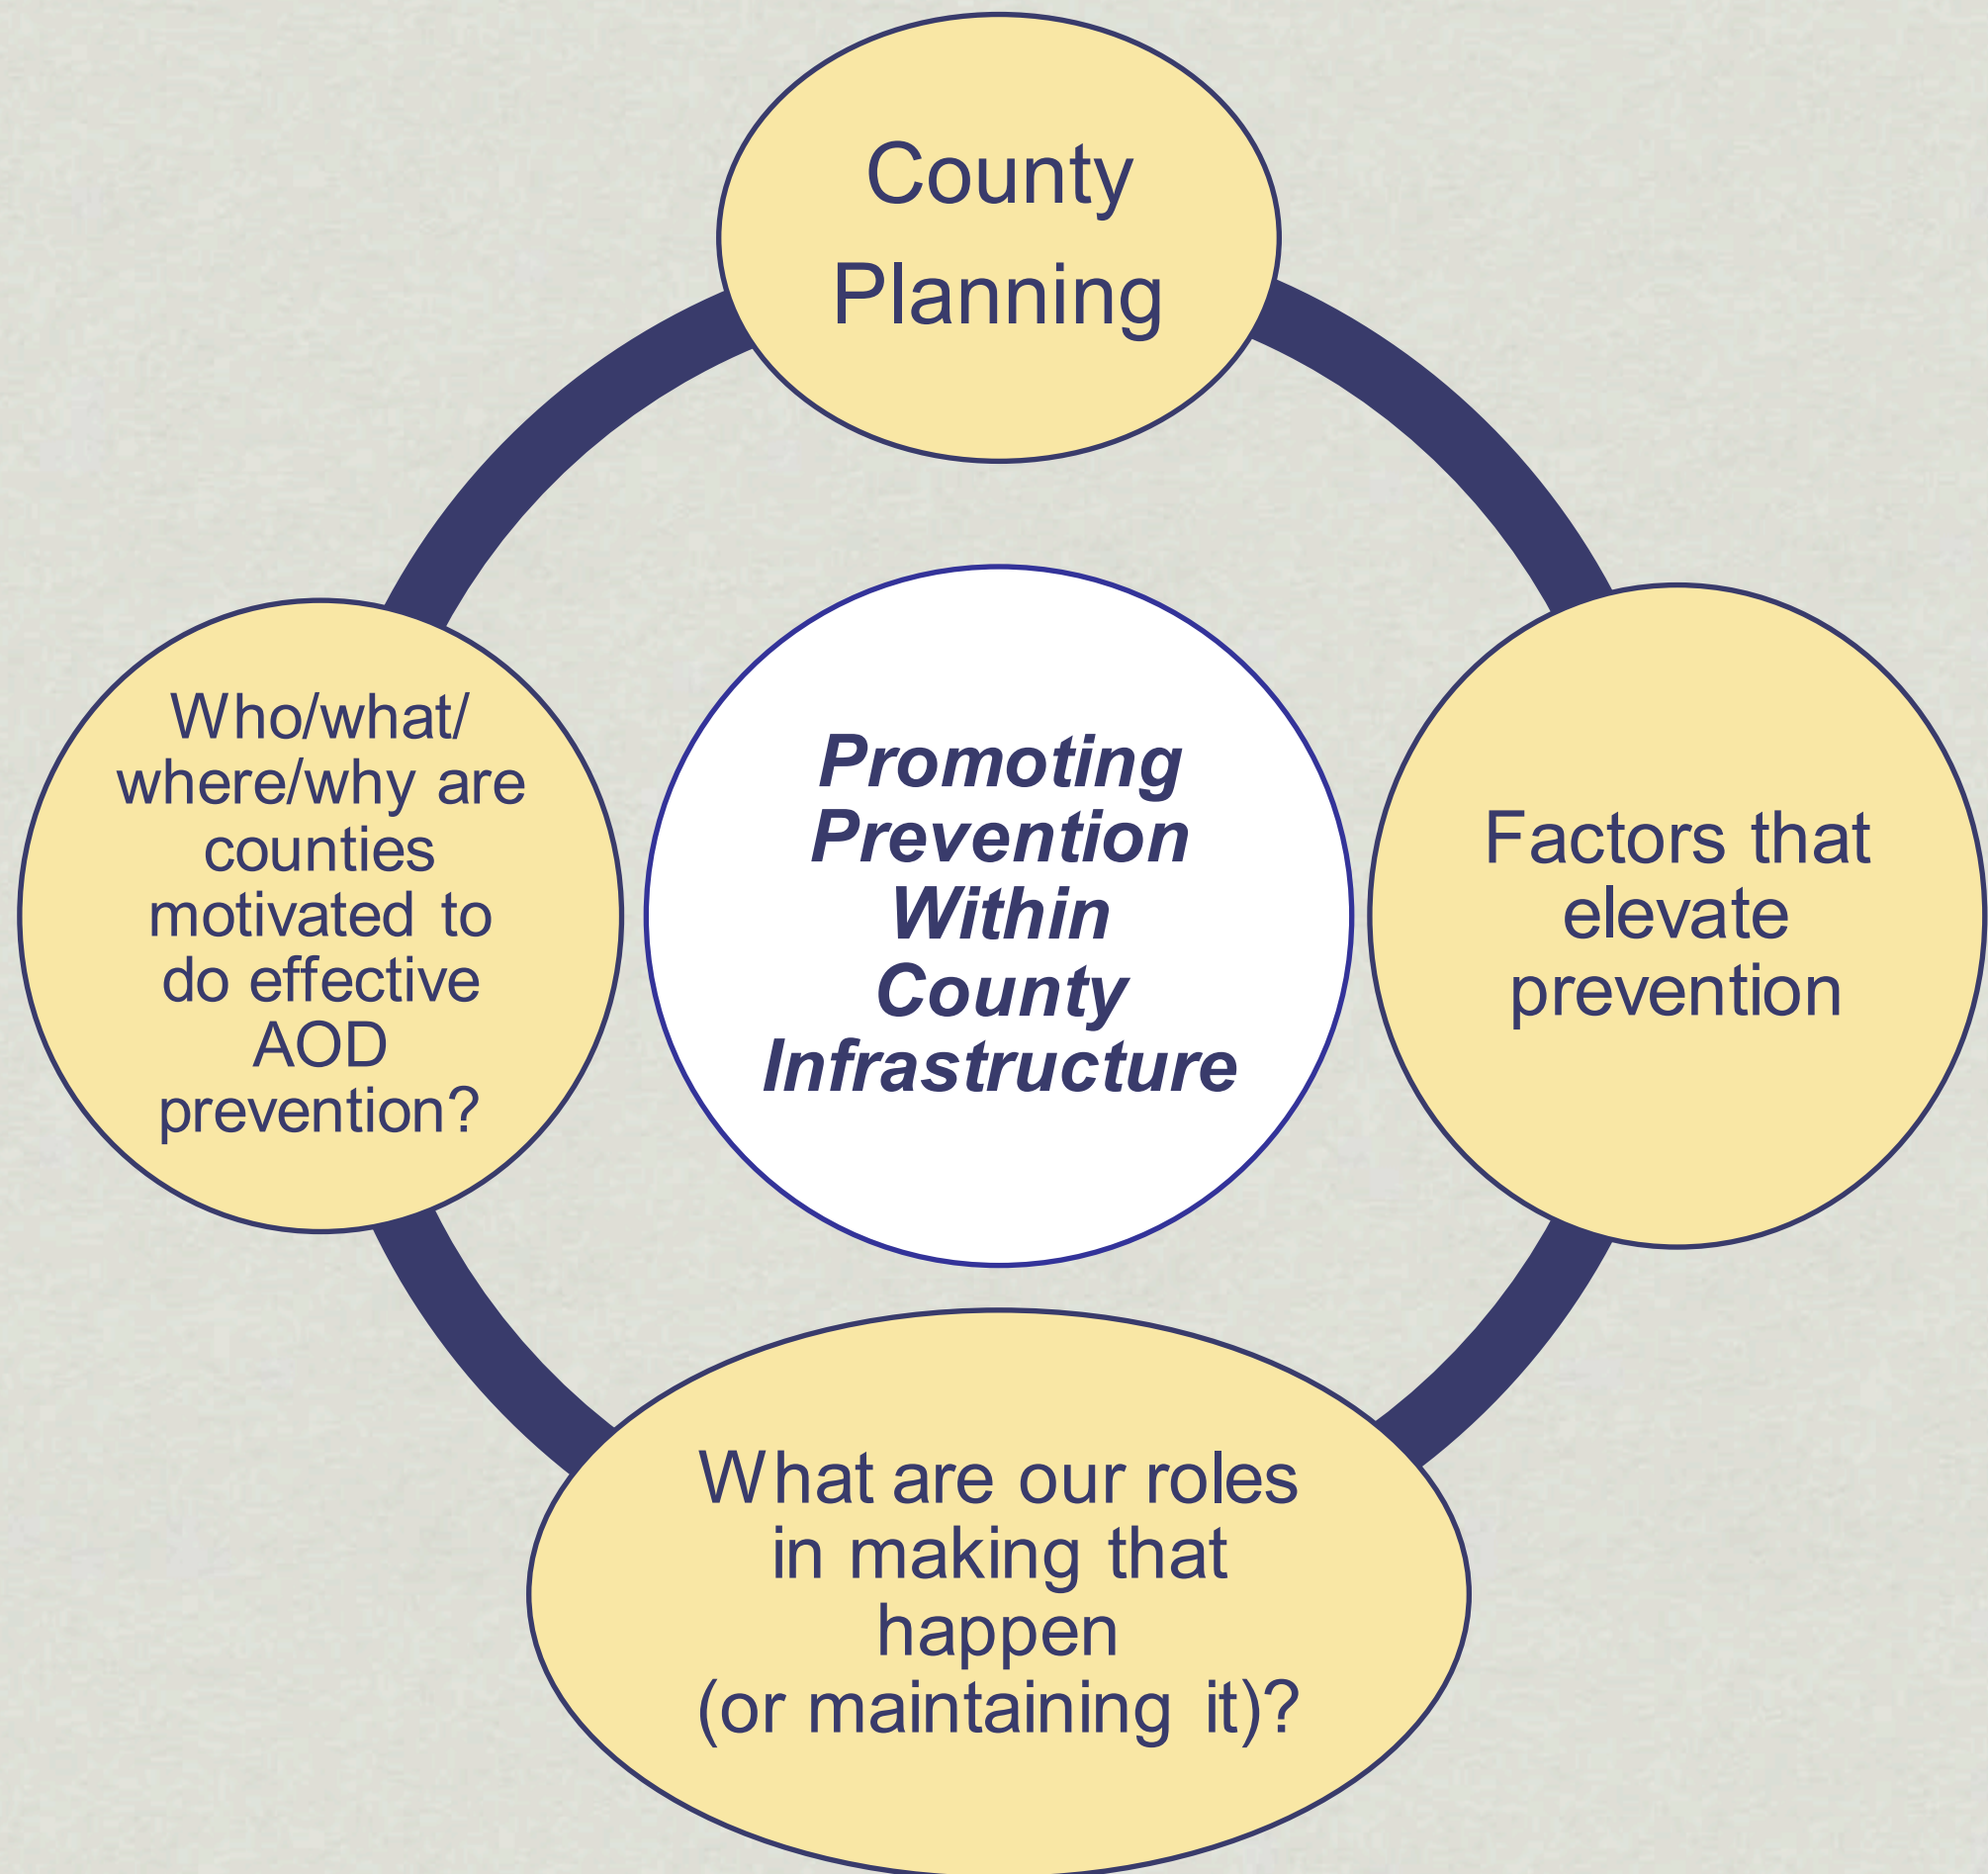 County
Planning
Who/what/
where/why are
counties
motivated to
do effective
AOD
prevention?
Promoting
Prevention
Within
County
Infrastructure
Factors that
elevate
prevention
What are our roles
in making that
happen
(or maintaining it)?